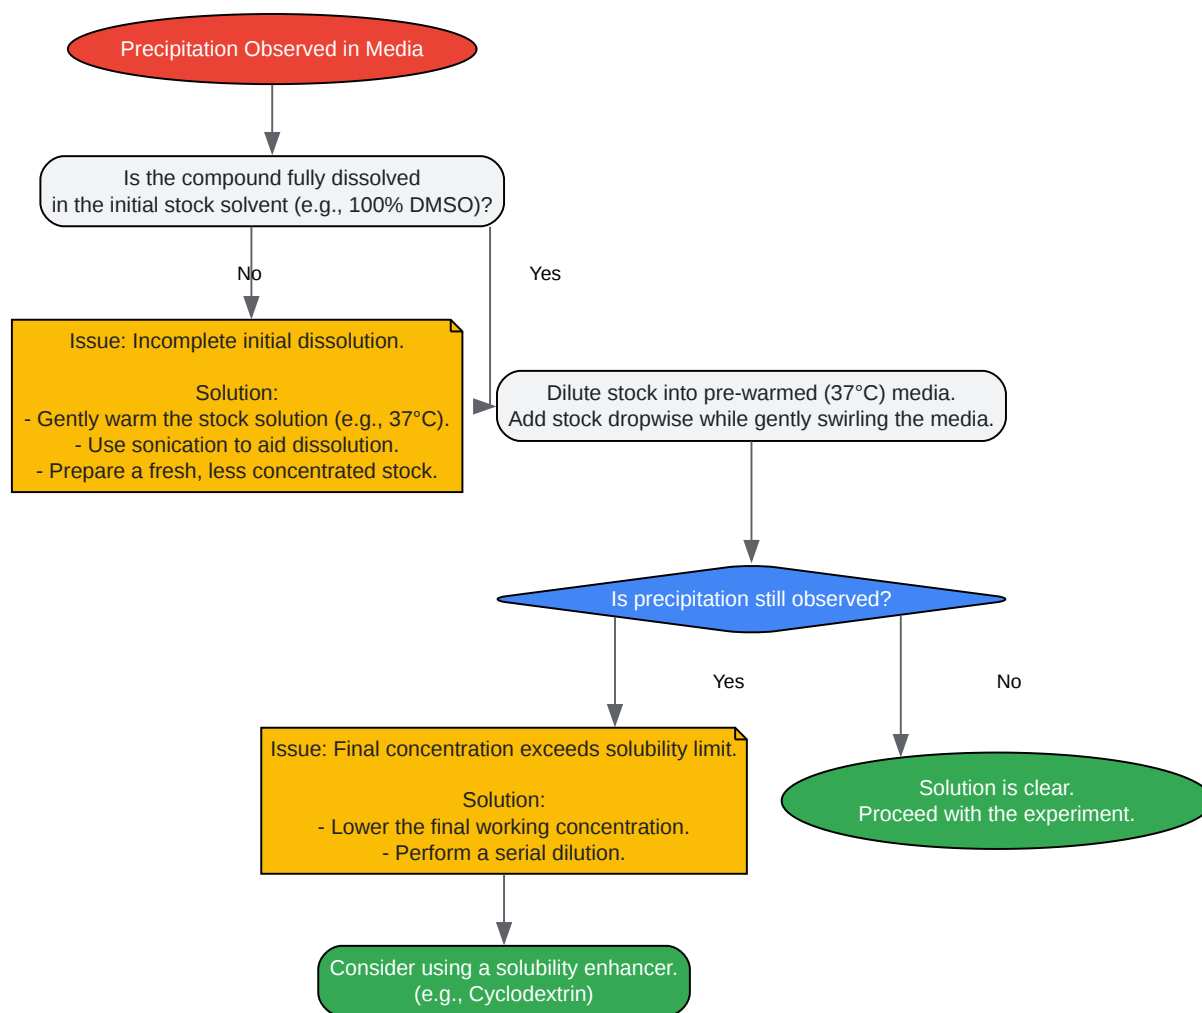 Precipitation Observed in Media
Is the compound fully dissolved
in the initial stock solvent (e.g., 100% DMSO)?
No
Yes
Issue: Incomplete initial dissolution.
Solution:
- Gently warm the stock solution (e.g., 37°C).
- Use sonication to aid dissolution.
- Prepare a fresh, less concentrated stock.
Dilute stock into pre-warmed (37°C) media.
Add stock dropwise while gently swirling the media.
Is precipitation still observed?
Yes
No
Issue: Final concentration exceeds solubility limit.
Solution:
- Lower the final working concentration.
- Perform a serial dilution.
Solution is clear.
Proceed with the experiment.
Consider using a solubility enhancer.
(e.g., Cyclodextrin)